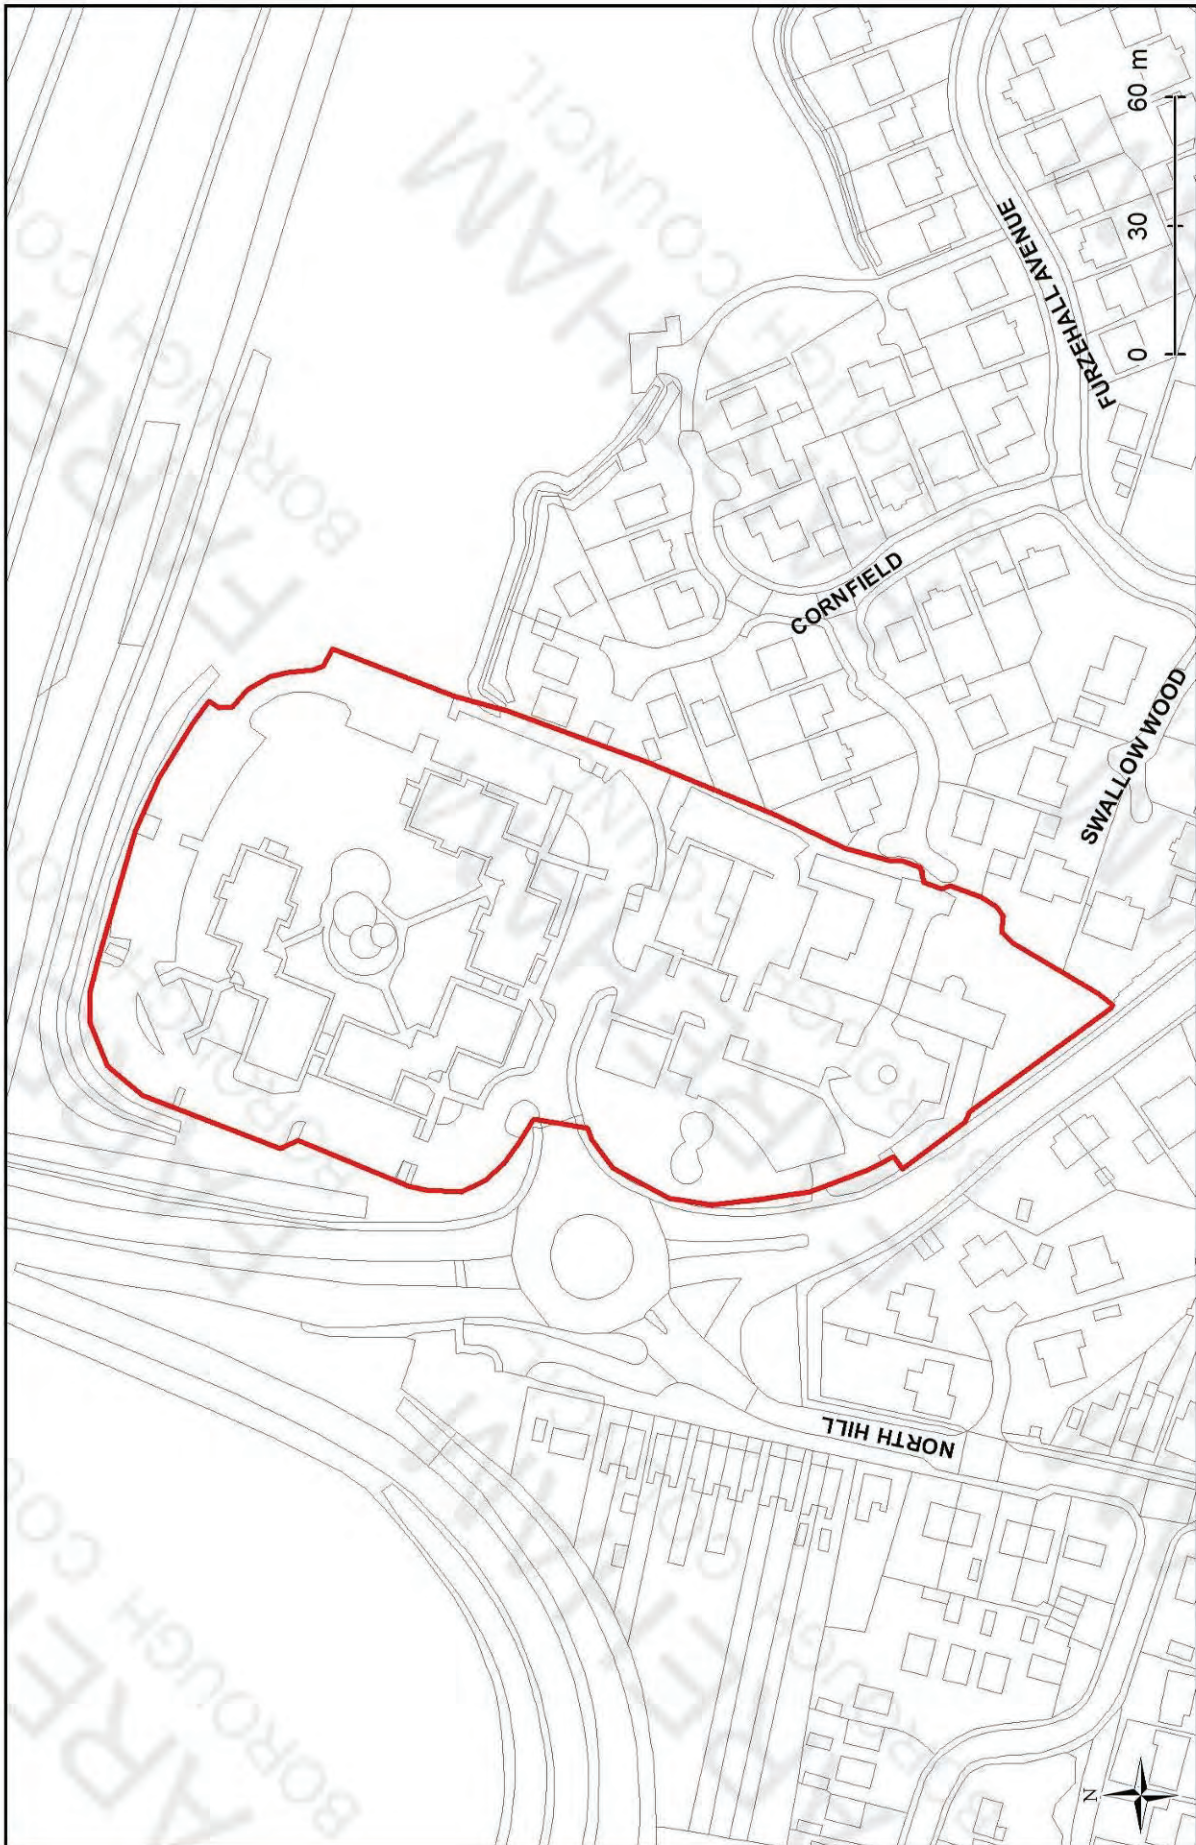 FAREHAM
BOROUGH COUNCIL
FURZEHALL AVENUE
CORNFIELD
SWALLOW WOOD
NORTH HILL
0 30 60 m
N